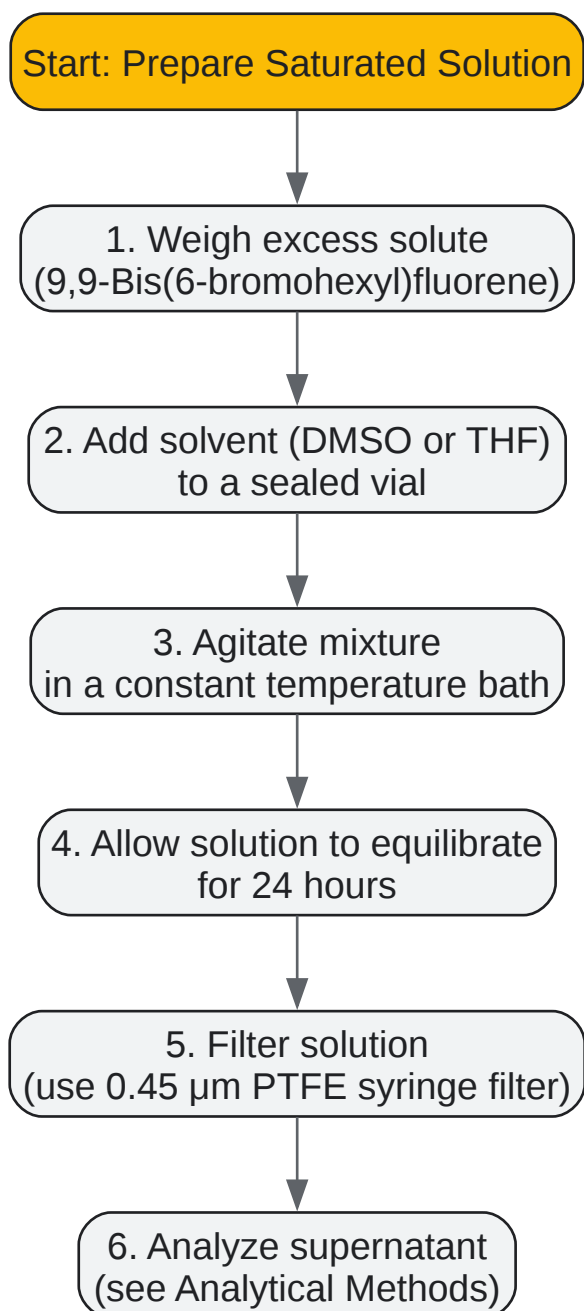 Start: Prepare Saturated Solution
1. Weigh excess solute
(9,9-Bis(6-bromohexyl)fluorene)
2. Add solvent (DMSO or THF)
to a sealed vial
3. Agitate mixture
in a constant temperature bath
4. Allow solution to equilibrate
for 24 hours
5. Filter solution
(use 0.45 μm PTFE syringe filter)
6. Analyze supernatant
(see Analytical Methods)